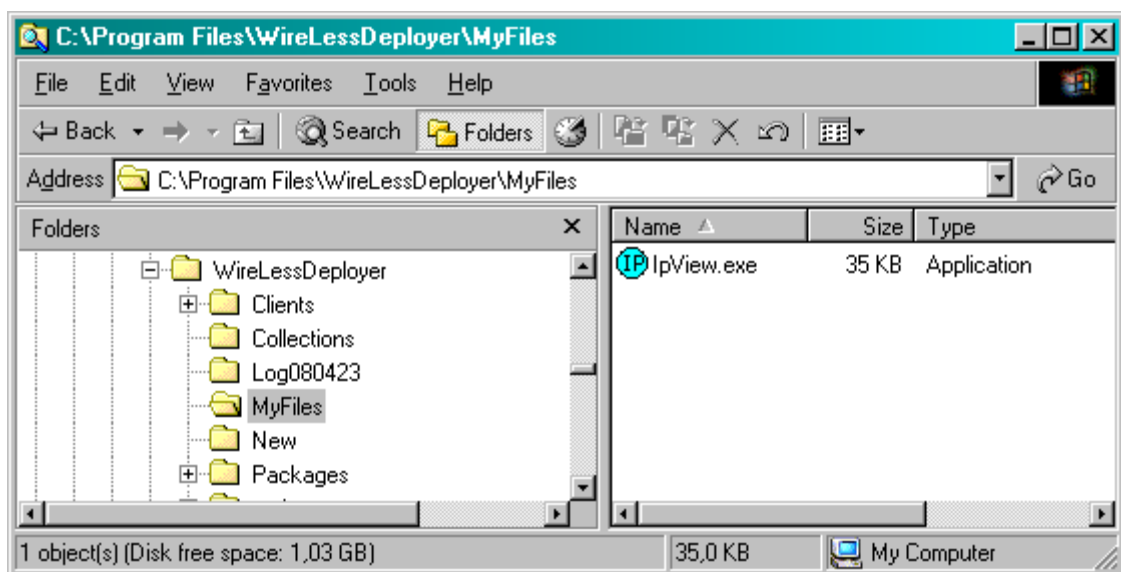 C:\Program Files\WireLessDeployer\MyFiles
File Edit View Favorites Tools Help
Back Search Folders
Address C:\Program Files\WireLessDeployer\MyFiles Go
Folders
Name Size Type
WireLessDeployer
IP IpView.exe 35 KB Application
Clients
Collections
Log080423
MyFiles
New
Packages
1 object(s) (Disk free space: 1,03 GB) 35,0 KB My Computer